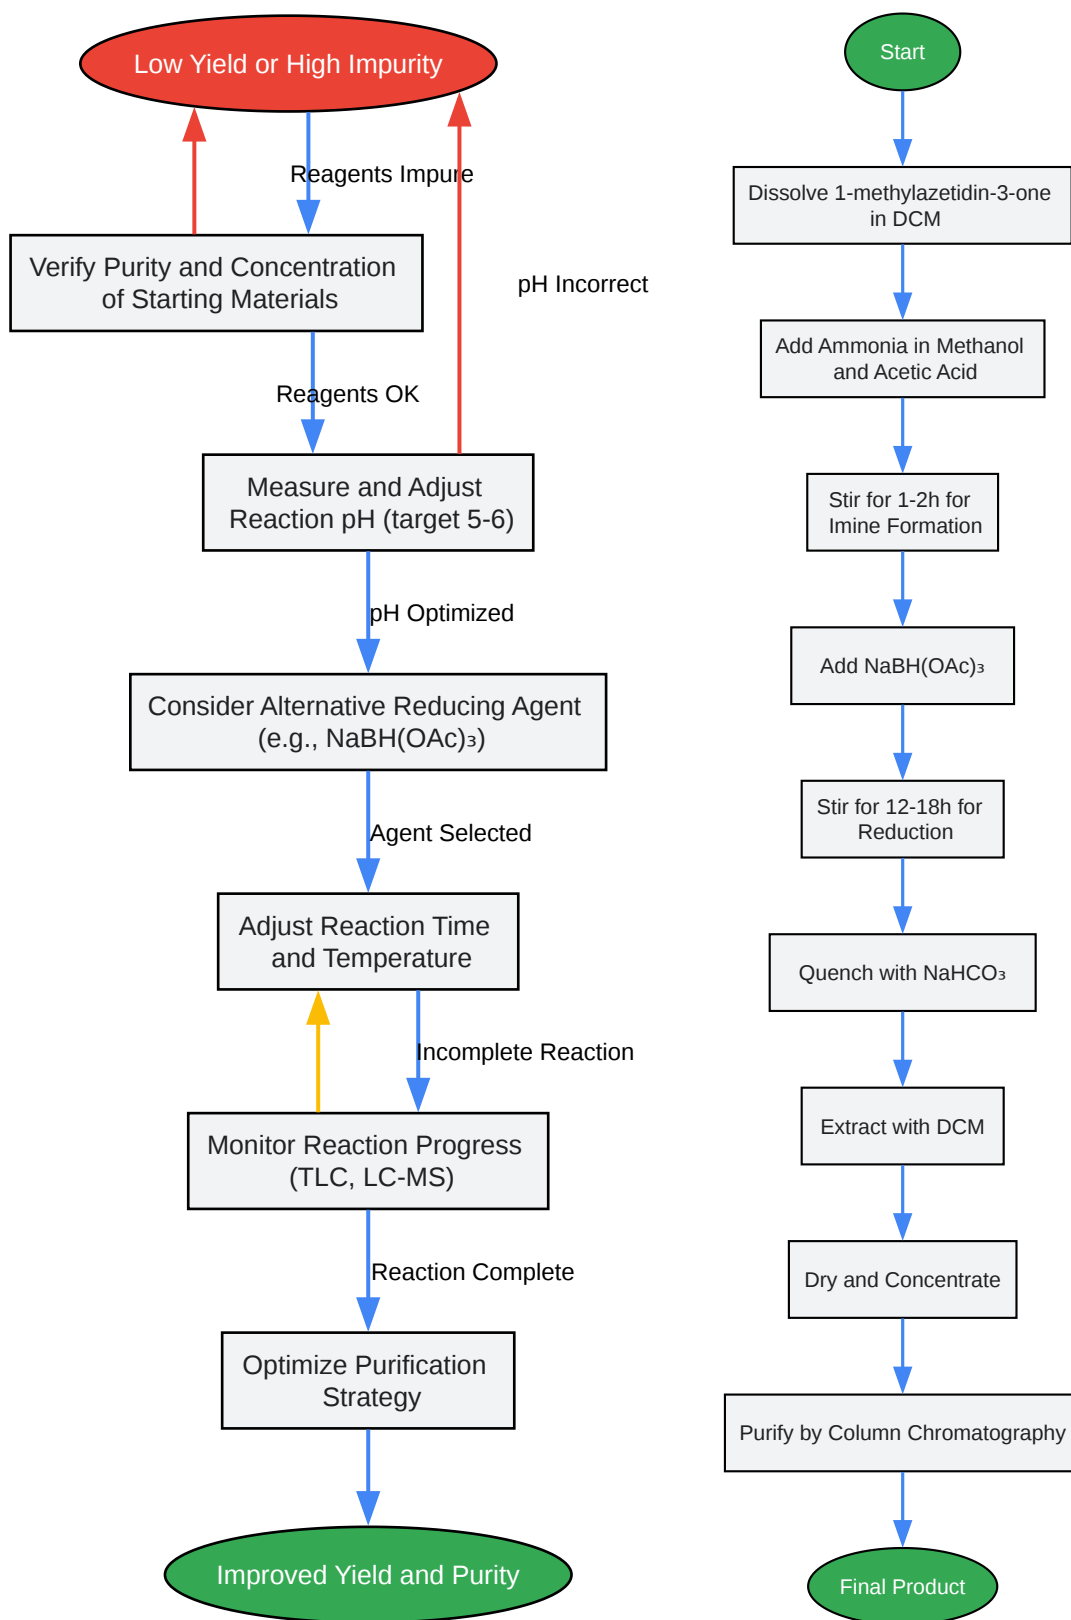 Low Yield or High Impurity
Reagents Impure
Verify Purity and Concentration
of Starting Materials
pH Incorrect
Reagents OK
Measure and Adjust
Reaction pH (target 5-6)
pH Optimized
Consider Alternative Reducing Agent
(e.g., NaBH(OAc)₃)
Agent Selected
Adjust Reaction Time
and Temperature
Incomplete Reaction
Monitor Reaction Progress
(TLC, LC-MS)
Reaction Complete
Optimize Purification
Strategy
Improved Yield and Purity
Start
Dissolve 1-methylazetidin-3-one
in DCM
Add Ammonia in Methanol
and Acetic Acid
Stir for 1-2h for
Imine Formation
Add NaBH(OAc)₃
Stir for 12-18h for
Reduction
Quench with NaHCO₃
Extract with DCM
Dry and Concentrate
Purify by Column Chromatography
Final Product